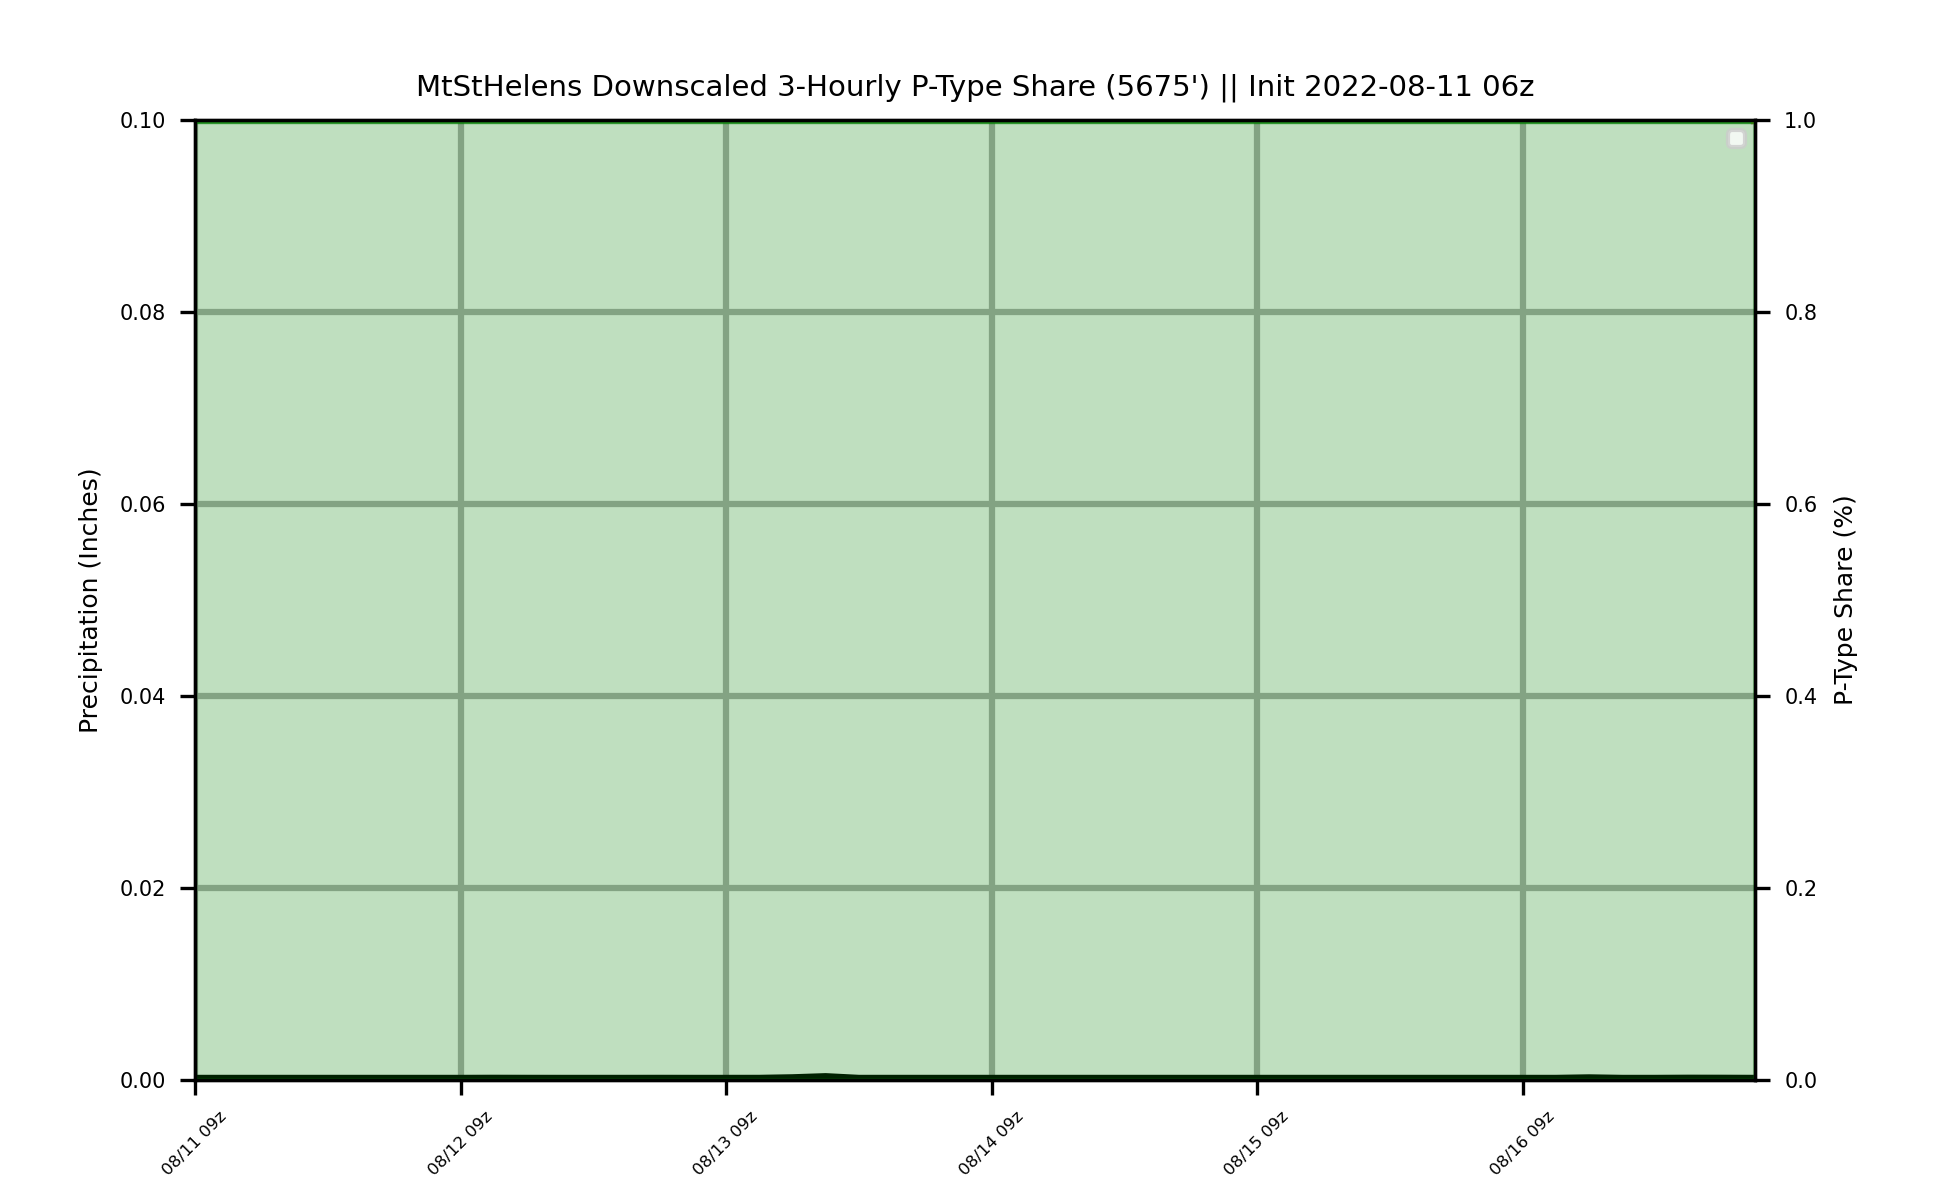 MtStHelens Downscaled 3-Hourly P-Type Share (5675') || Init 2022-08-11 06z
Precipitation (Inches)
0.10
0.08
0.06
0.04
0.02
0.00
1.0
0.8
0.6
0.4
0.2
0.0
P-Type Share (%)
08/11 09z
08/12 09z
08/13 09z
08/14 09z
08/15 09z
08/16 09z